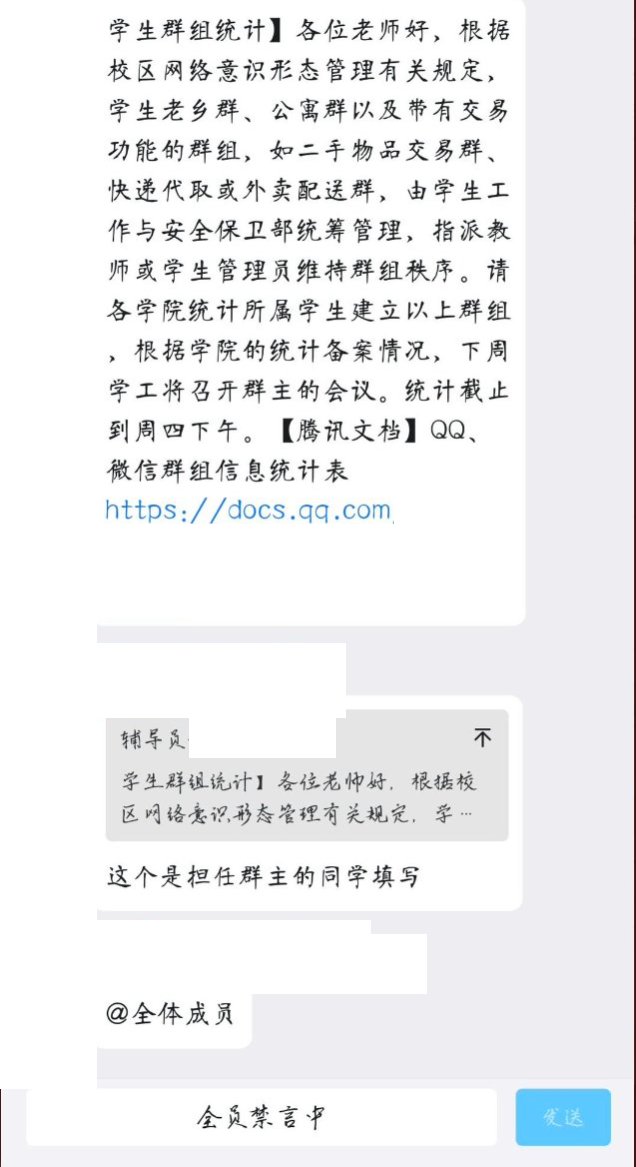 学生群组统计】各位老师好，根据
校区网络意识形态管理有关规定，
学生老乡群、公寓群以及带有交易
功能的群组，如二手物品交易群、
快递代取或外卖配送群，由学生工
作与安全保卫部统筹管理，指派教
师或学生管理员维持群组秩序。请
各学院统计所属学生建立以上群组
，根据学院的统计备案情况，下周
学工将召开群主的会议。统计截止
到周四下午。【腾讯文档】QQ、
微信群组信息统计表
https://docs.qq.com
辅导员
学生群组统计】各位老师好，根据校
区网络意识形态管理有关规定，学…
这个是担任群主的同学填写
@全体成员
全员禁言中
发送